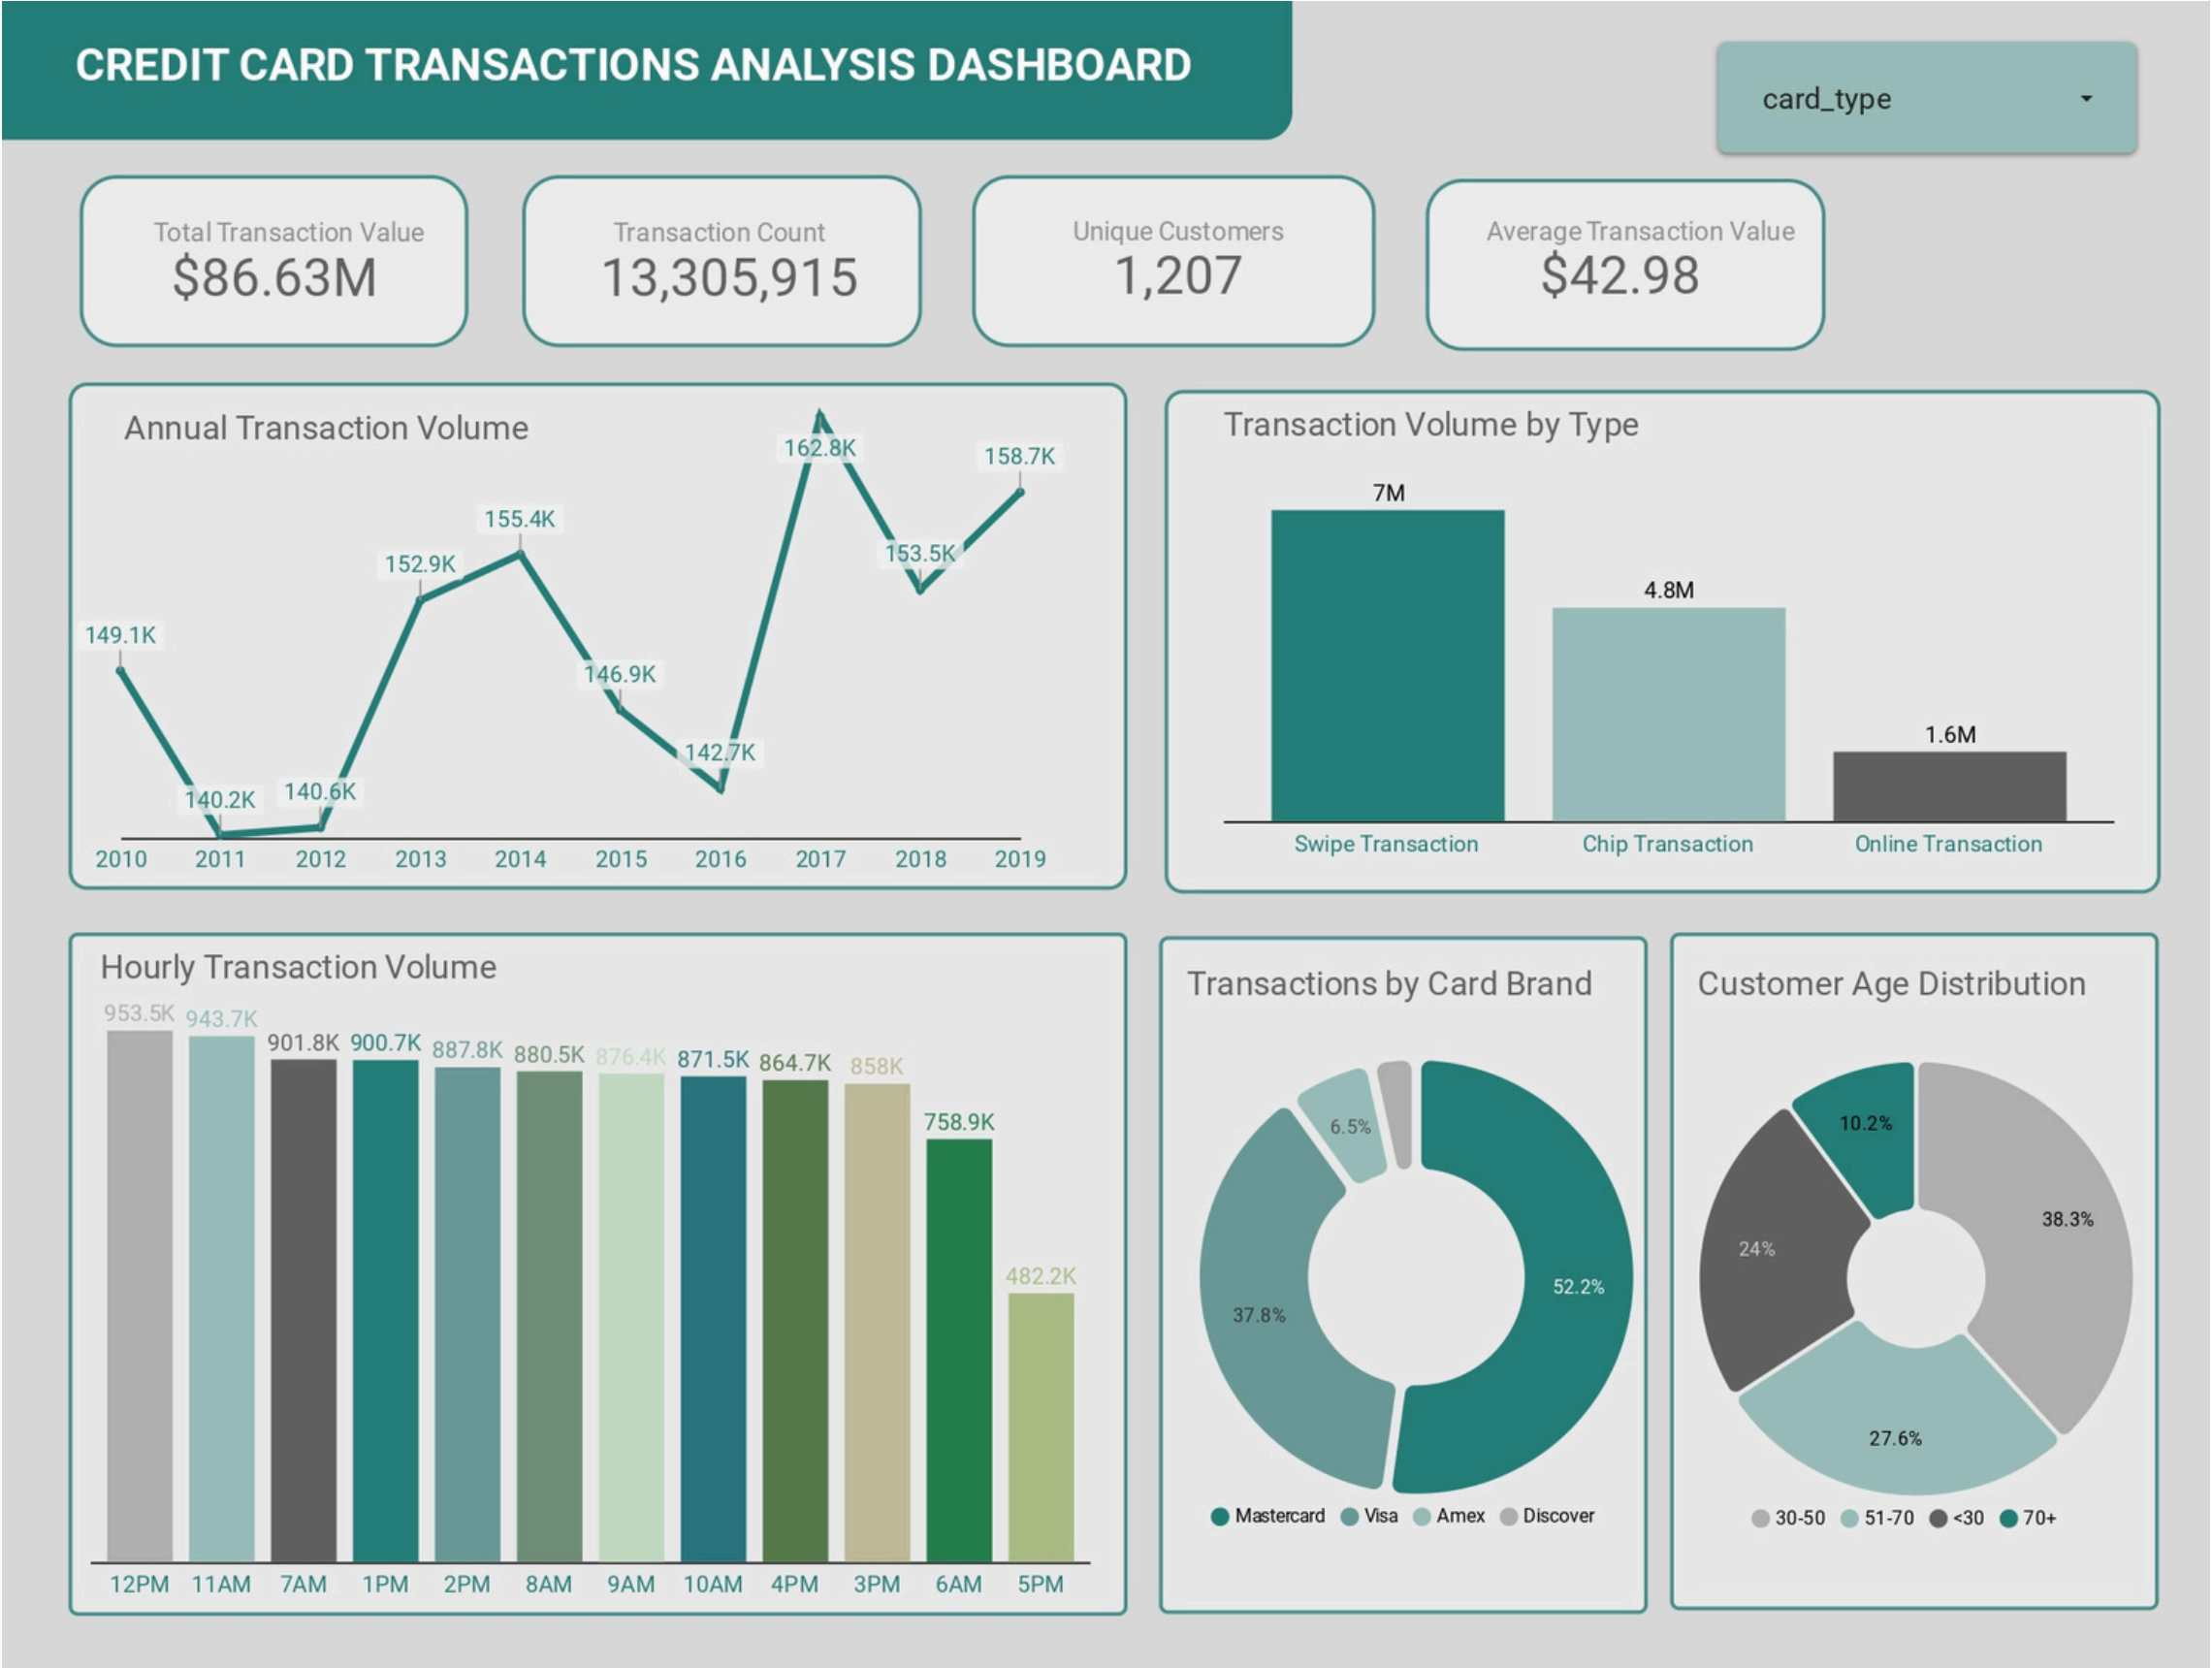 CREDIT CARD TRANSACTIONS ANALYSIS DASHBOARD
card_type
Total Transaction Value
$86.63M
Transaction Count
13,305,915
Unique Customers
1,207
Average Transaction Value
$42.98
Annual Transaction Volume
149.1K
140.2K
140.6K
152.9K
155.4K
146.9K
142.7K
162.8K
153.5K
158.7K
2010 2011 2012 2013 2014 2015 2016 2017 2018 2019
Transaction Volume by Type
7M
4.8M
1.6M
Swipe Transaction Chip Transaction Online Transaction
Hourly Transaction Volume
953.5K 943.7K 901.8K 900.7K 887.8K 880.5K 876.4K 871.5K 864.7K 858K 758.9K 482.2K
12PM 11AM 7AM 1PM 2PM 8AM 9AM 10AM 4PM 3PM 6AM 5PM
Transactions by Card Brand
6.5%
52.2%
37.8%
Mastercard Visa Amex Discover
Customer Age Distribution
10.2%
38.3%
24%
27.6%
30-50 51-70 <30 70+